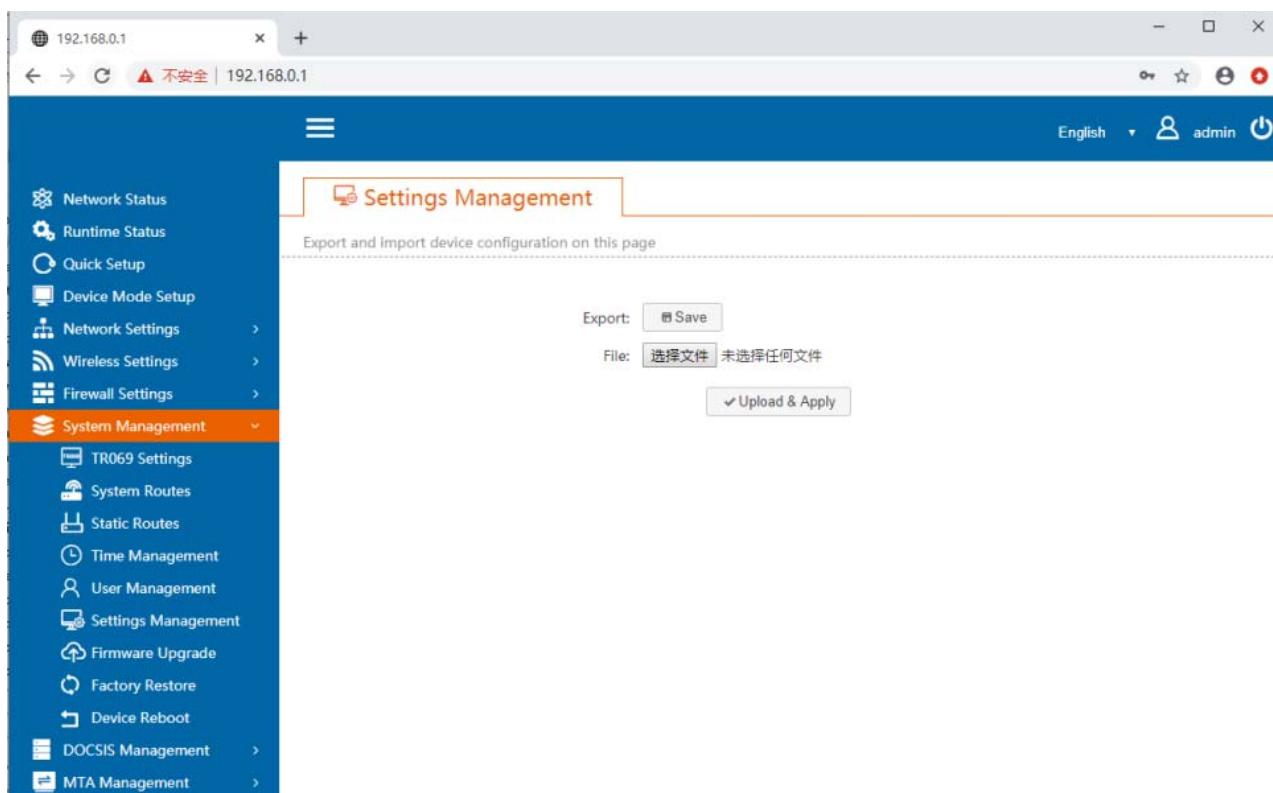 192.168.0.1
不安全 | 192.168.0.1
English admin
Network Status
Runtime Status
Quick Setup
Device Mode Setup
Network Settings
Wireless Settings
Firewall Settings
System Management
TR069 Settings
System Routes
Static Routes
Time Management
User Management
Settings Management
Firmware Upgrade
Factory Restore
Device Reboot
DOCSIS Management
MTA Management
Settings Management
Export and import device configuration on this page
Export: Save
File: 选择文件 未选择任何文件
Upload & Apply